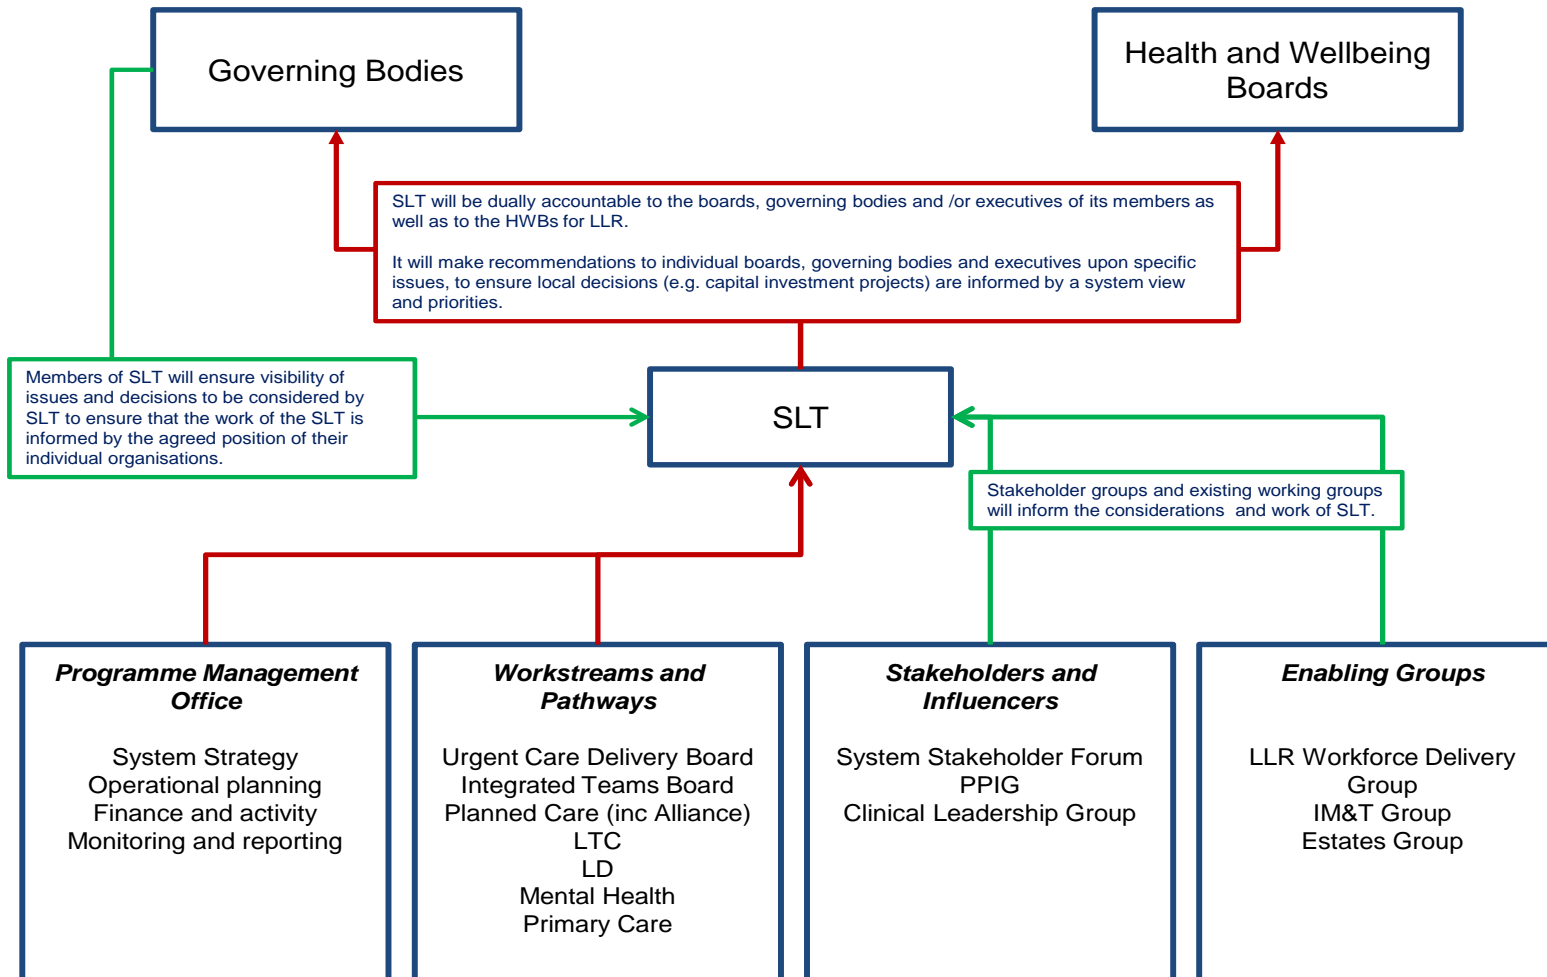 Governing Bodies
Health and Wellbeing
Boards
SLT will be dually accountable to the boards, governing bodies and /or executives of its members as
well as to the HWBs for LLR.
It will make recommendations to individual boards, governing bodies and executives upon specific
issues, to ensure local decisions (e.g. capital investment projects) are informed by a system view
and priorities.
Members of SLT will ensure visibility of
issues and decisions to be considered by
SLT to ensure that the work of the SLT is
informed by the agreed position of their
individual organisations.
SLT
Stakeholder groups and existing working groups
will inform the considerations  and work of SLT.
Programme Management
Office
System Strategy
Operational planning
Finance and activity
Monitoring and reporting
Workstreams and
Pathways
Urgent Care Delivery Board
Integrated Teams Board
Planned Care (inc Alliance)
LTC
LD
Mental Health
Primary Care
Stakeholders and
Influencers
System Stakeholder Forum
PPIG
Clinical Leadership Group
Enabling Groups
LLR Workforce Delivery
Group
IM&T Group
Estates Group